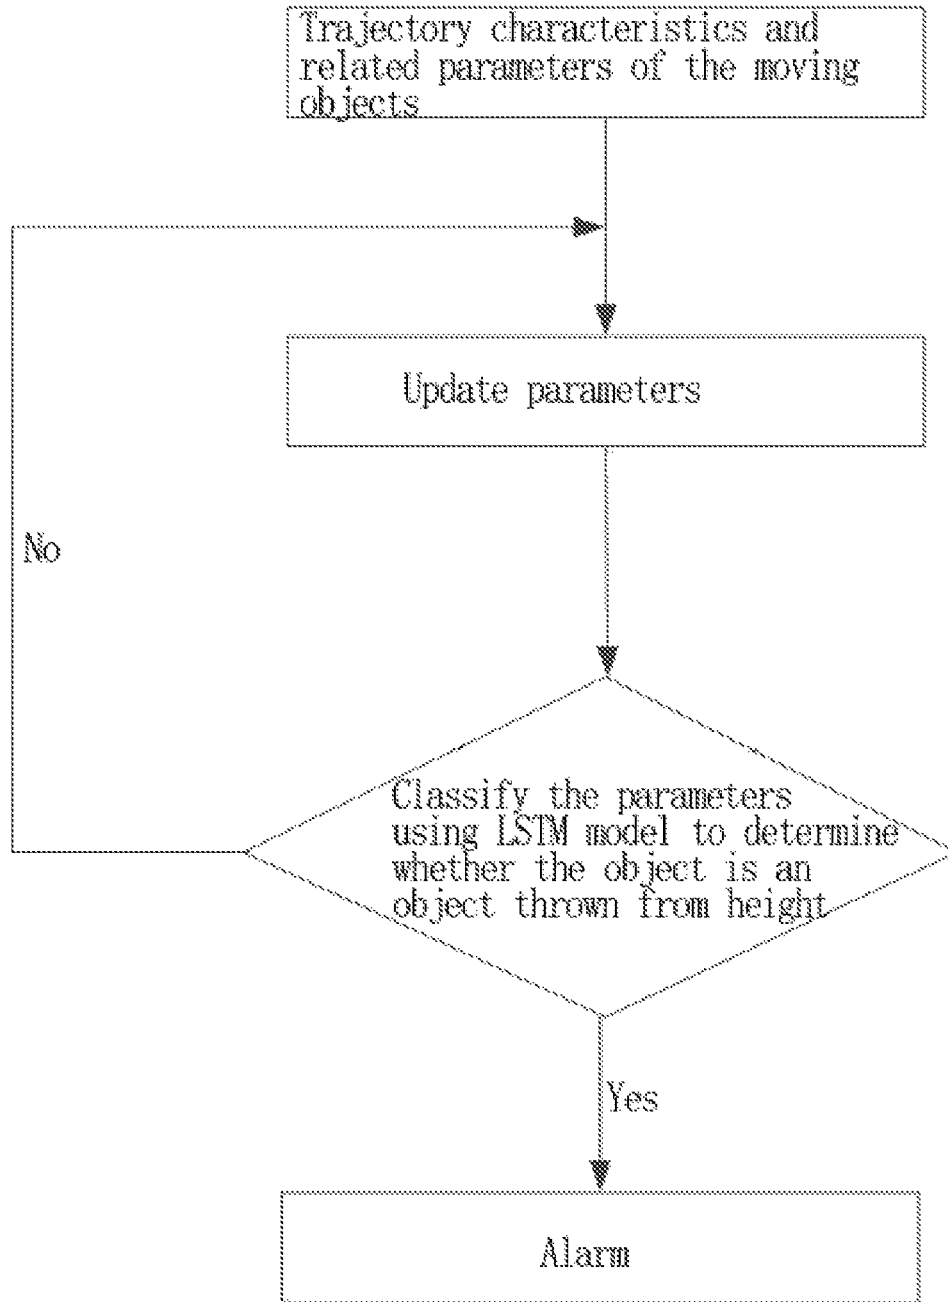 Trajectory characteristics and
related parameters of the moving
objects
Update parameters
No
Classify the parameters
using LSTM model to determine
whether the object is an
object thrown from height
Yes
Alarm